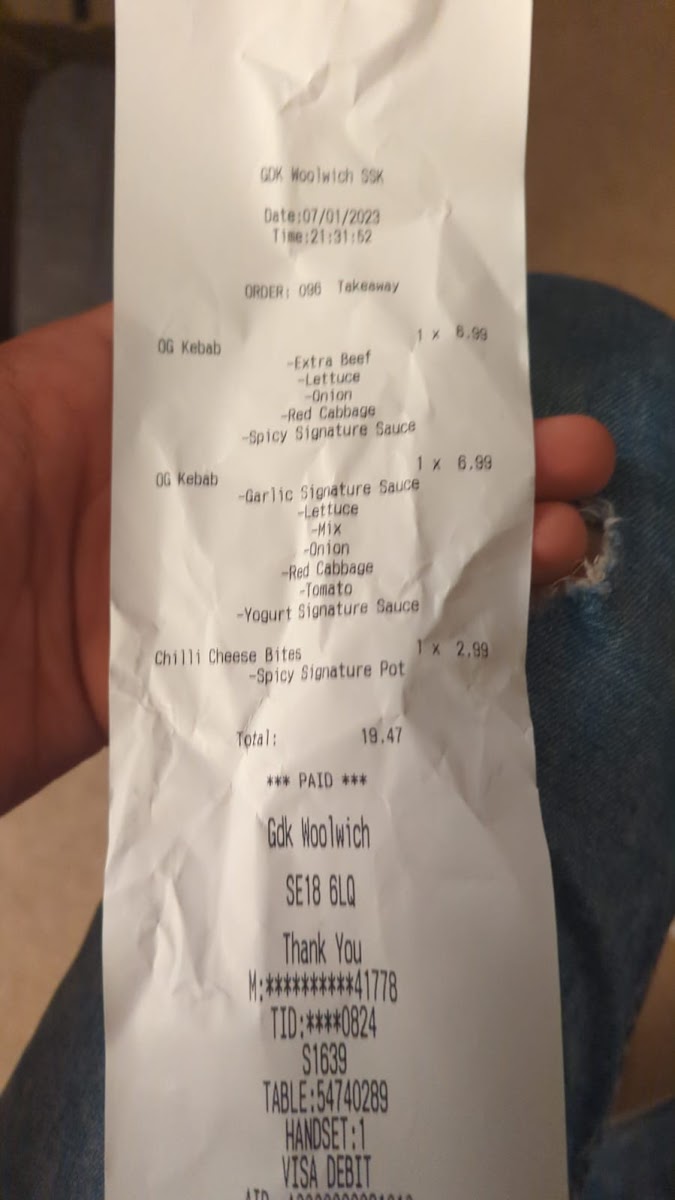 GDK Woolwich SSK
Date:07/01/2023
Time:21:31:52
ORDER: 096 Takeaway
OG Kebab 1 x 6.99
-Extra Beef
-Lettuce
-Onion
-Red Cabbage
-Spicy Signature Sauce
OG Kebab 1 x 6.99
-Garlic Signature Sauce
-Lettuce
-Mix
-Onion
-Red Cabbage
-Tomato
-Yogurt Signature Sauce
Chilli Cheese Bites 1 x 2.99
-Spicy Signature Pot
Total: 19.47
*** PAID ***
Gdk Woolwich
SE18 6LQ
Thank You
M:**********41778
TID:****0824
S1639
TABLE:54740289
HANDSET:1
VISA DEBIT